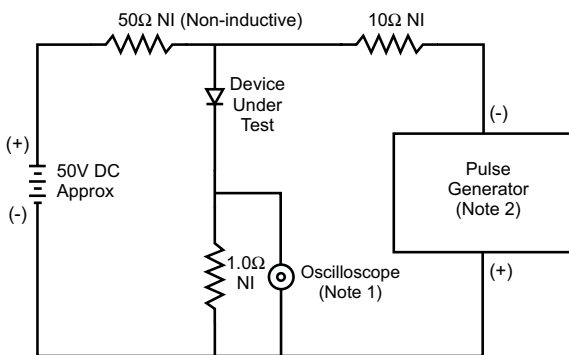 50Ω NI (Non-inductive)
10Ω NI
Device
Under
Test
(+)
50V DC
Approx
(-)
(-)
Pulse
Generator
(Note 2)
(+)
1.0Ω
NI
Oscilloscope
(Note 1)